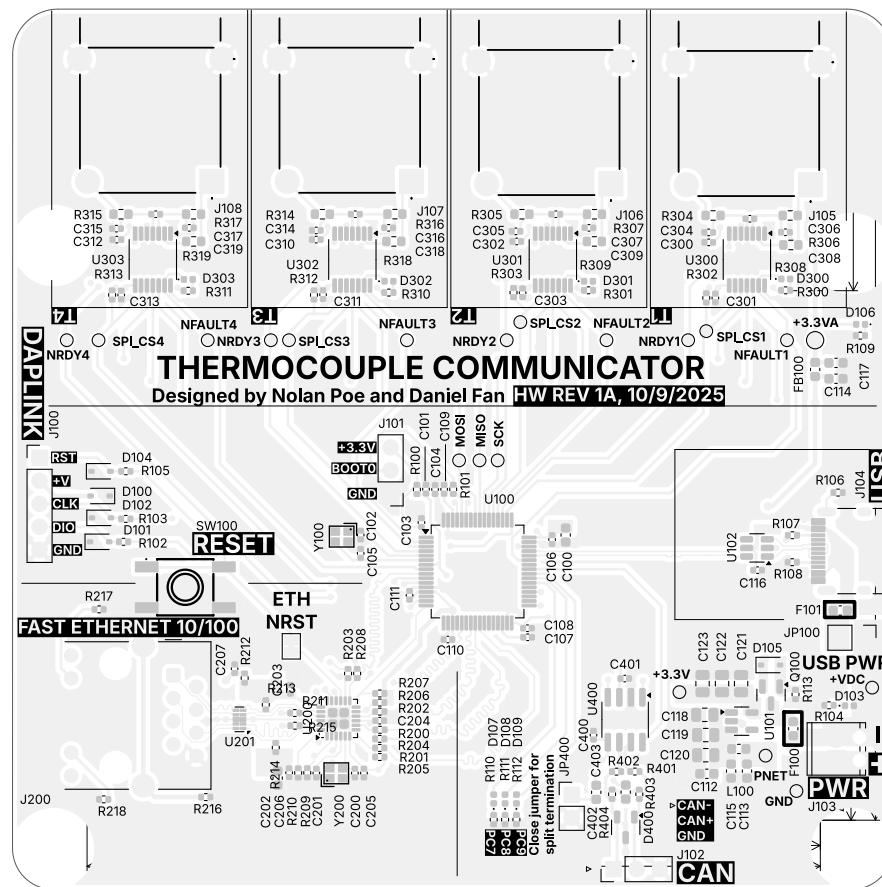 R315
C315
C312
U303
R313
J108
R317
C317
C319
R319
D303
R311
C313
R314
C314
C310
U302
R312
J107
R316
C316
C318
R318
D302
R310
C311
R305
C305
C302
U301
R303
J106
R307
C307
C309
R309
D301
R301
C303
R304
C304
C300
U300
R302
J105
C306
R306
C308
R308
D300
R300
C301
T4
T3
T2
T1
NRDY4
SPI_CS4
NFAULT4
NRDY3
SPI_CS3
NFAULT3
NRDY2
SPI_CS2
NFAULT2
NRDY1
SPI_CS1
NFAULT1
+3.3VA
D106
R109
FB100
C117
C114
THERMOCOUPLE COMMUNICATOR
Designed by Nolan Poe and Daniel Fan HW REV 1A, 10/9/2025
DAPLINK
J100
RST
+V
CLK
DIO
GND
D104
R105
D100
D102
R103
D101
R102
SW100
RESET
J101
+3.3V
BOOT0
GND
R100
C101
C104
C109
R101
MOSI
MISO
SCK
U100
Y100
C102
C105
C103
C111
C110
C106
C100
C108
C107
USB
J104
R106
R107
U102
R108
C116
F101
JP100
USB PWR
+VDC
R217
FAST ETHERNET 10/100
ETH
NRST
C207
R212
C203
R213
R203
R208
R211
U200
R215
U201
R207
R206
R202
C204
R200
R204
R201
R205
R214
C202
C206
R210
R209
C201
Y200
C200
C205
J200
R218
R216
D107
D108
D109
R110
R111
R112
PC7
PC8
PC9
Close jumper for
split termination
JP400
C401
U400
C400
C403
R402
R401
R403
C402
R404
D400
+3.3V
C123
C122
C121
D105
Q100
R113
C118
C119
C120
C112
U101
L100
C115
C113
PNET
GND
F100
R104
D103
PWR
J103
CAN-
CAN+
GND
J102
CAN